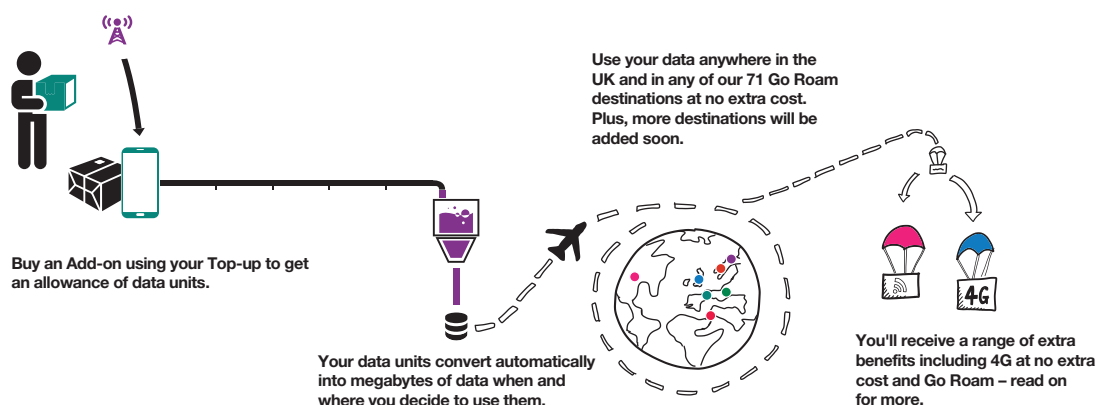 Buy an Add-on using your Top-up to get
an allowance of data units.
Your data units convert automatically
into megabytes of data when and
where you decide to use them.
Use your data anywhere in the
UK and in any of our 71 Go Roam
destinations at no extra cost.
Plus, more destinations will be
added soon.
4G
You'll receive a range of extra
benefits including 4G at no extra
cost and Go Roam – read on
for more.